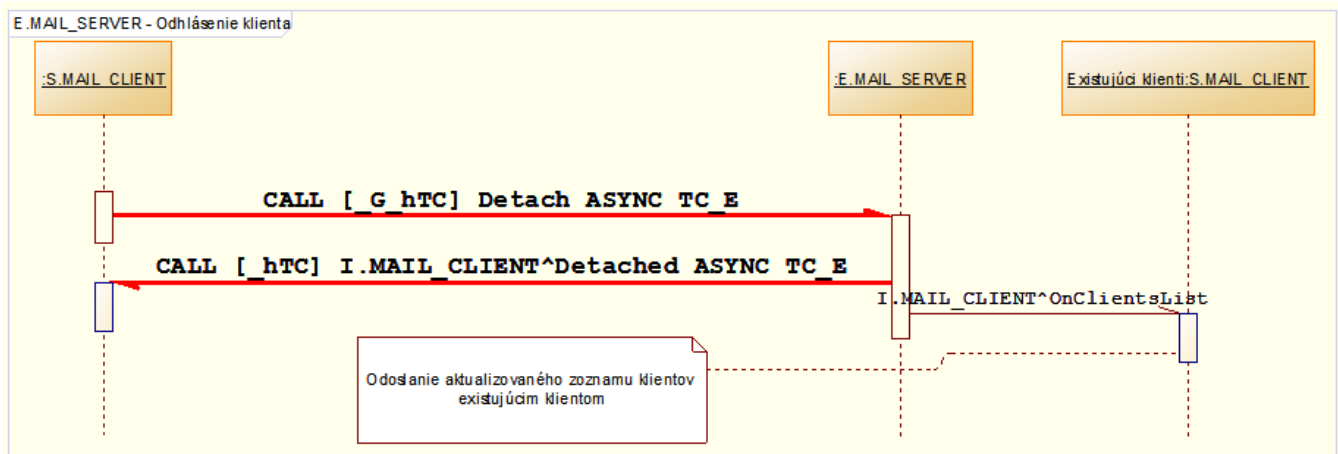 E.MAIL_SERVER - Odhlásenie klienta
:S.MAIL_CLIENT
:E.MAIL_SERVER
Existujúci klienti:S.MAIL_CLIENT
CALL [_G_hTC] Detach ASYNC TC_E
CALL [_hTC] I.MAIL_CLIENT^Detached ASYNC TC_E
I.MAIL_CLIENT^OnClientsList
Odoslanie aktualizovaného zoznamu klientov
existujúcim klientom